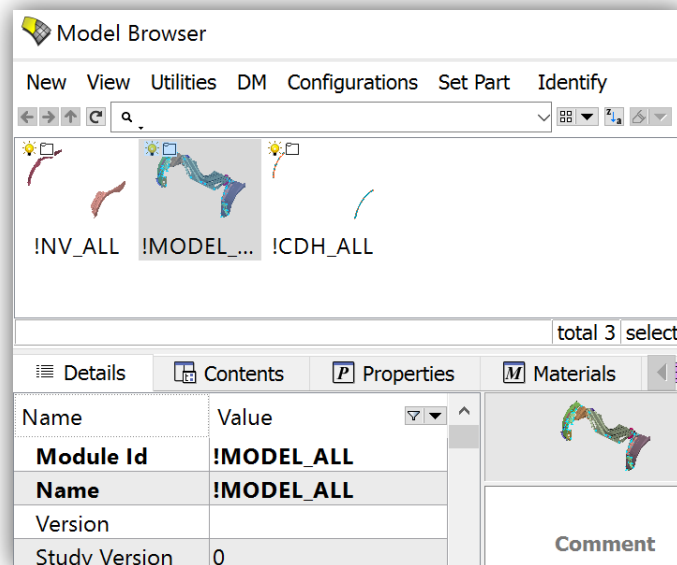 Model Browser
New View Utilities DM Configurations Set Part Identify
!NV_ALL !MODEL_... !CDH_ALL
total 3 select
Details Contents P Properties M Materials
Name Value
Module Id !MODEL_ALL
Name !MODEL_ALL
Version
Study Version 0
Comment